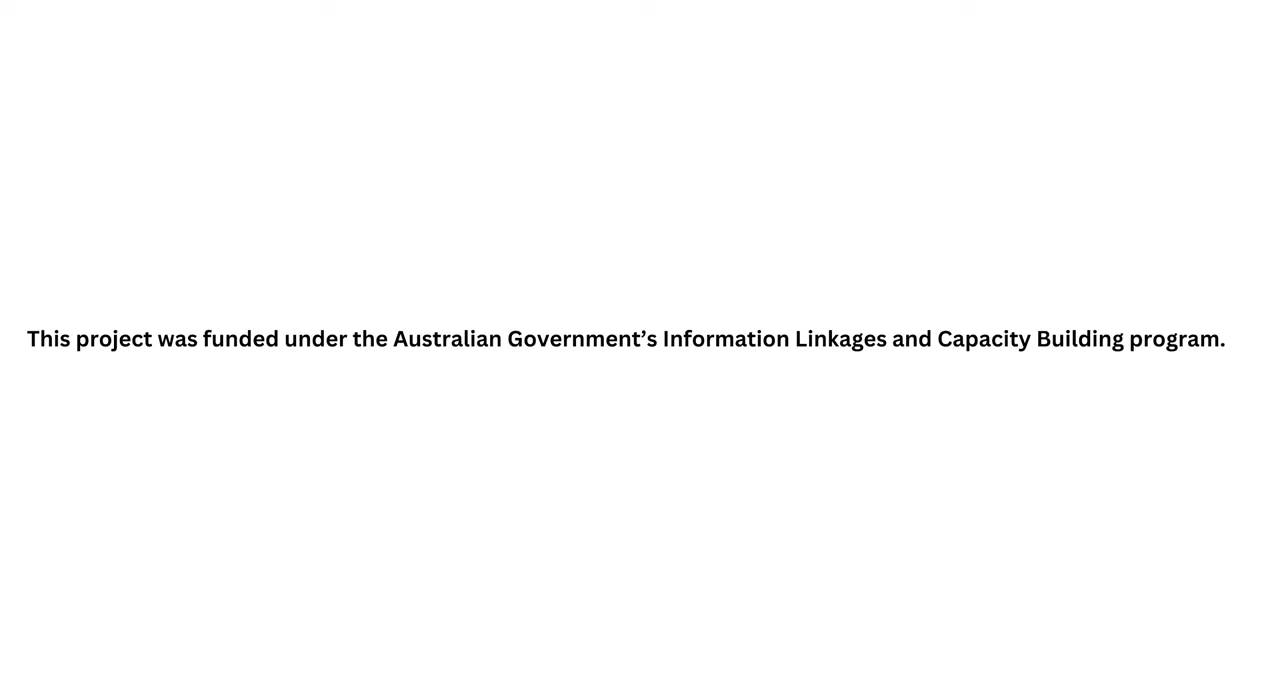 This project was funded under the Australian Government’s Information Linkages and Capacity Building program.